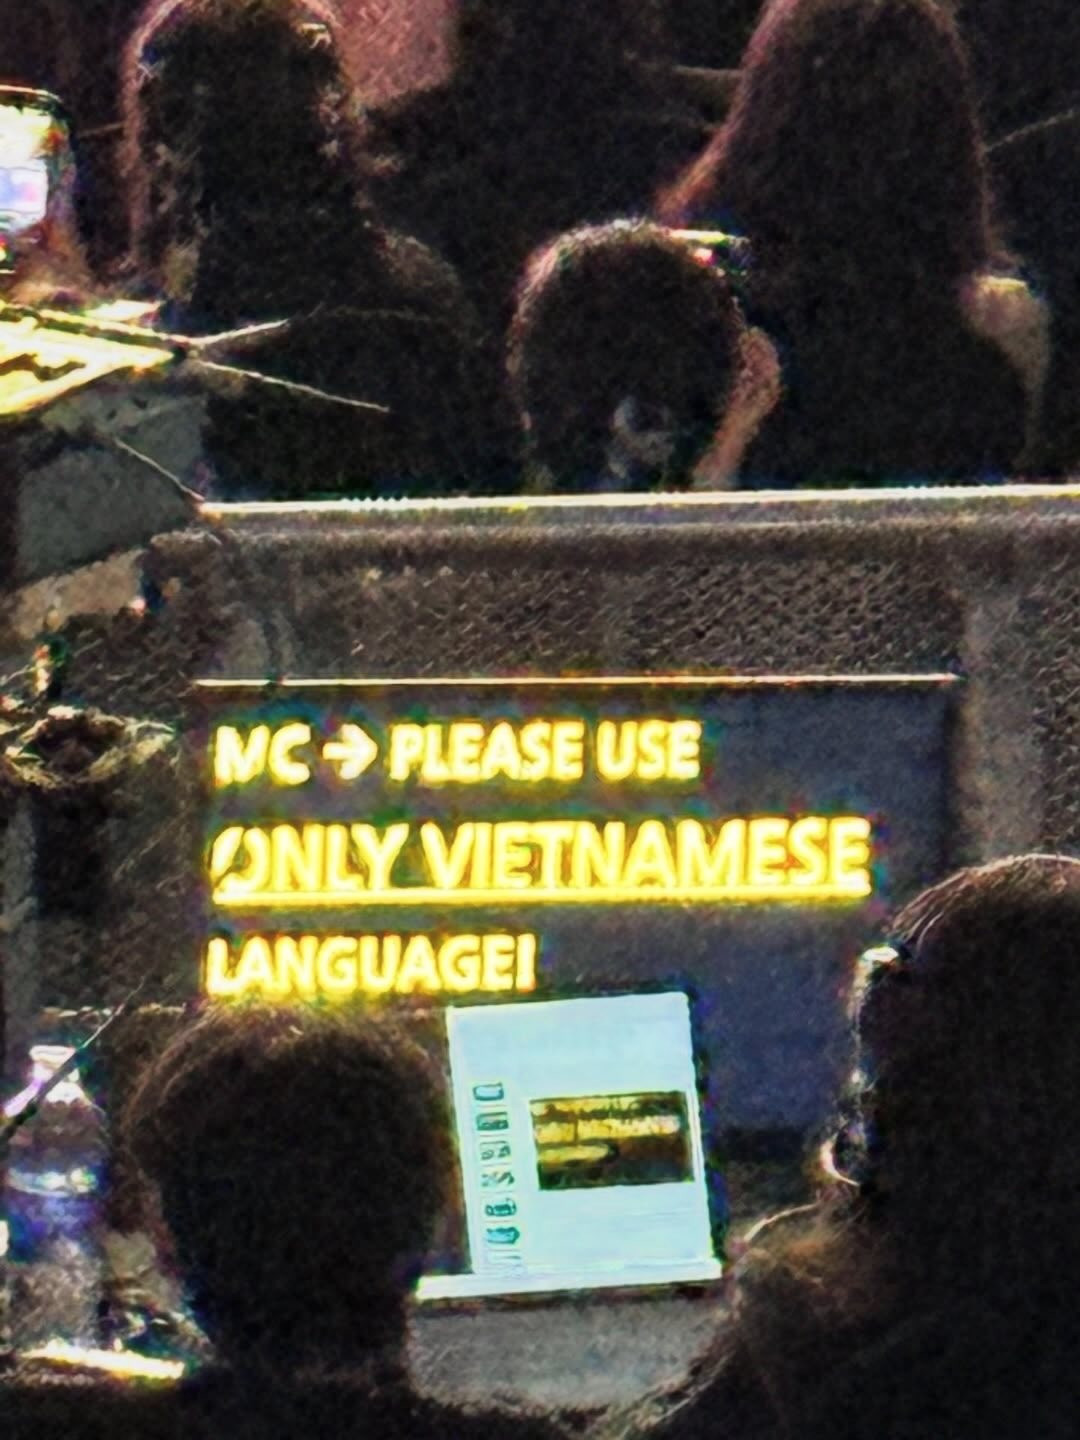 MC → PLEASE USE
ONLY VIETNAMESE
LANGUAGE!